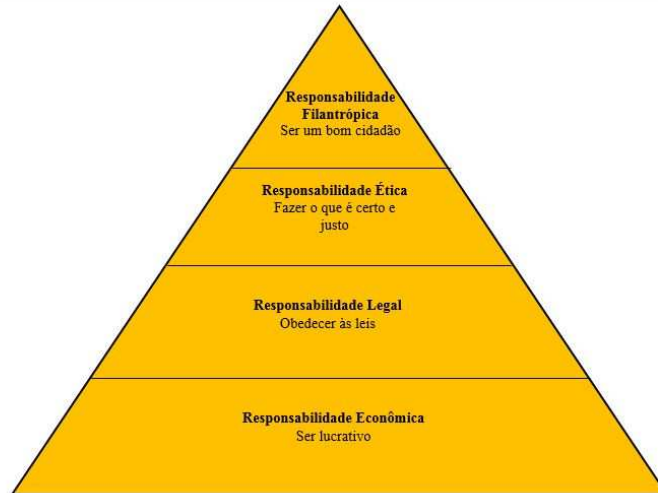 Responsabilidade
Filantrópica
Ser um bom cidadão
Responsabilidade Ética
Fazer o que é certo e
justo
Responsabilidade Legal
Obedecer às leis
Responsabilidade Econômica
Ser lucrativo